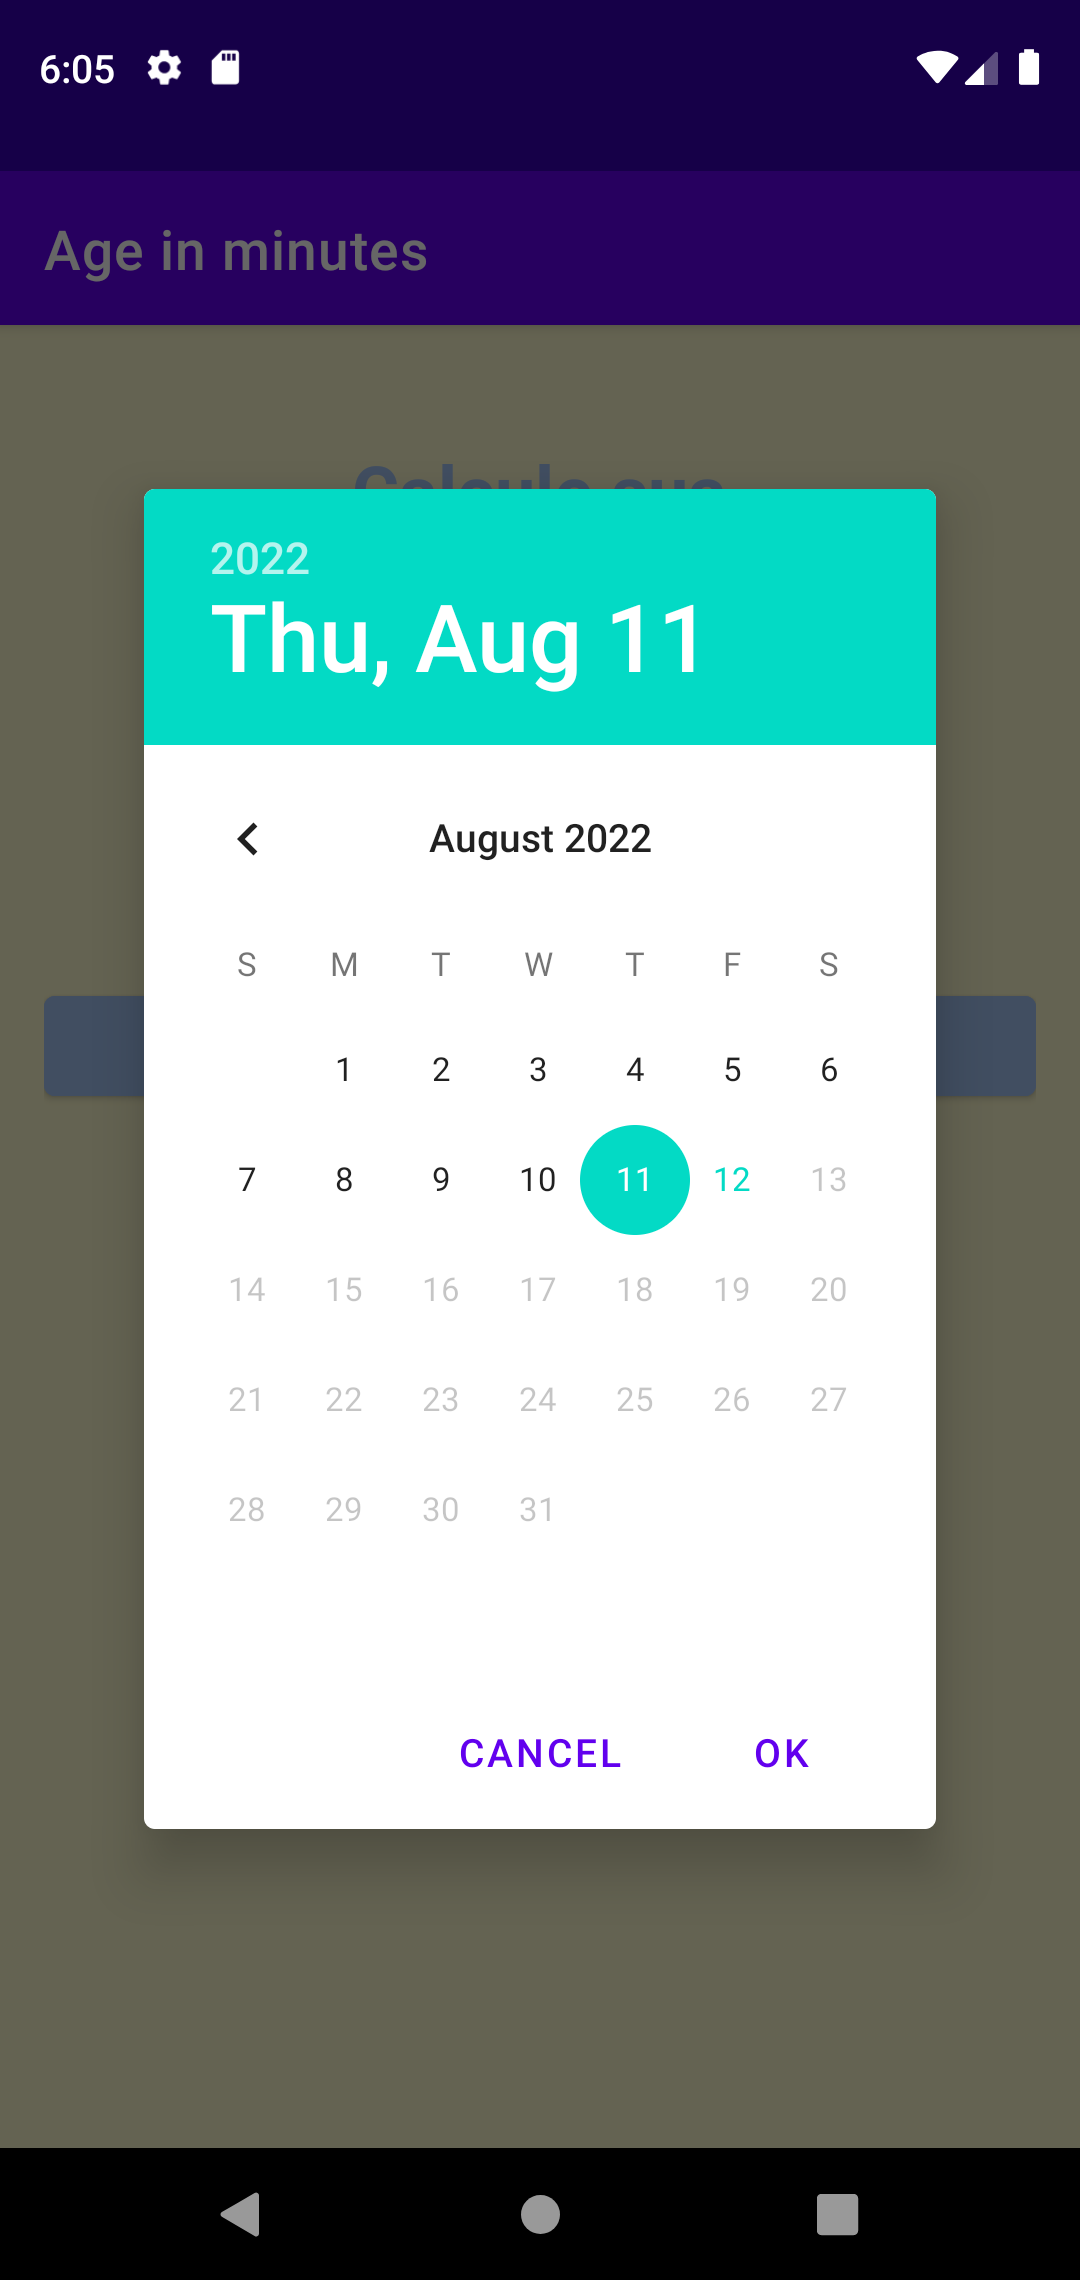 6:05
Age in minutes
Calcule sua
2022
Thu, Aug 11
August 2022
S M T W T F S
1 2 3 4 5 6
7 8 9 10 11 12 13
14 15 16 17 18 19 20
21 22 23 24 25 26 27
28 29 30 31
CANCEL OK